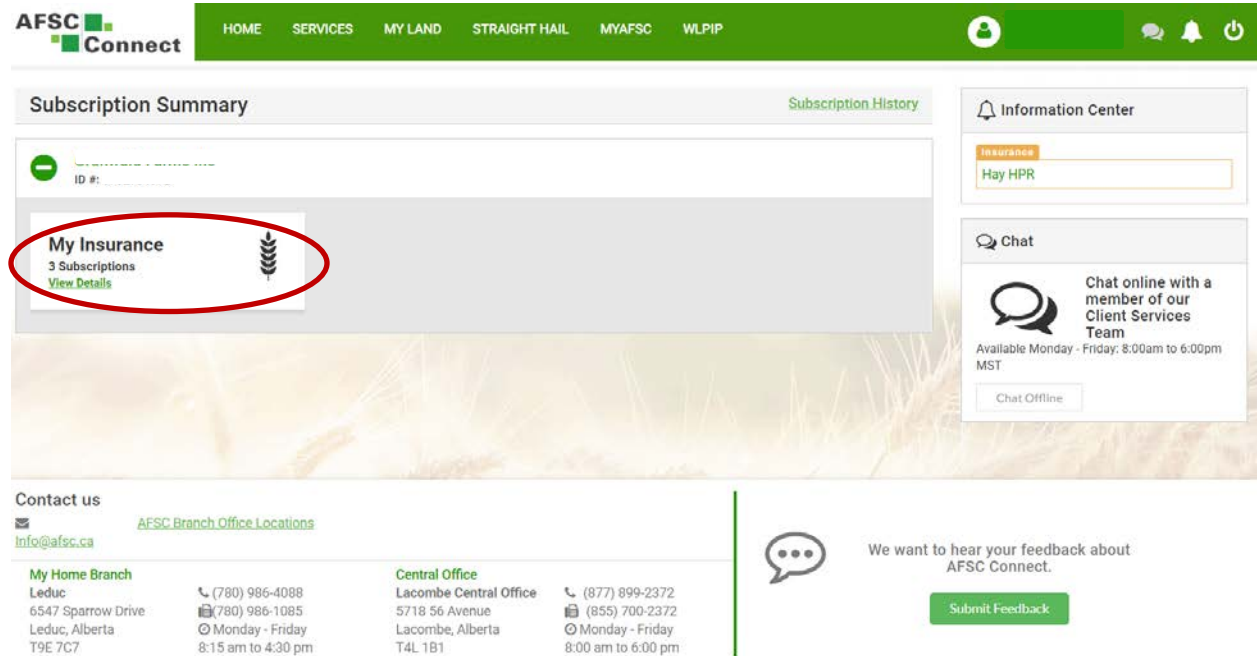 AFSC
Connect
HOME SERVICES MY LAND STRAIGHT HAIL MYAFSC WLPIP
Subscription Summary
Subscription History
ID #:
My Insurance
3 Subscriptions
View Details
Information Center
Insurance
Hay HPR
Chat
Chat online with a
member of our
Client Services
Team
Available Monday - Friday: 8:00am to 6:00pm
MST
Chat Offline
Contact us
AFSC Branch Office Locations
Info@afsc.ca
My Home Branch
Leduc
6547 Sparrow Drive
Leduc, Alberta
T9E 7C7
(780) 986-4088
(780) 986-1085
Monday - Friday
8:15 am to 4:30 pm
Central Office
Lacombe Central Office
5718 56 Avenue
Lacombe, Alberta
T4L 1B1
(877) 899-2372
(855) 700-2372
Monday - Friday
8:00 am to 6:00 pm
We want to hear your feedback about
AFSC Connect.
Submit Feedback